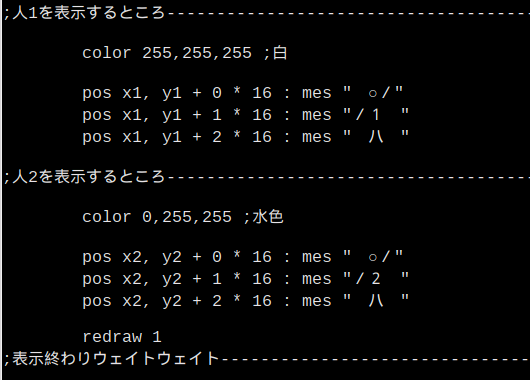 ;人1を表示するところ------------------------------------
color 255,255,255 ;白
pos x1, y1 + 0 * 16 : mes " ○/"
pos x1, y1 + 1 * 16 : mes "/１ "
pos x1, y1 + 2 * 16 : mes " 八 "
;人2を表示するところ------------------------------------
color 0,255,255 ;水色
pos x2, y2 + 0 * 16 : mes " ○/"
pos x2, y2 + 1 * 16 : mes "/２ "
pos x2, y2 + 2 * 16 : mes " 八 "
redraw 1
;表示終わりウェイトウェイト-------------------------------